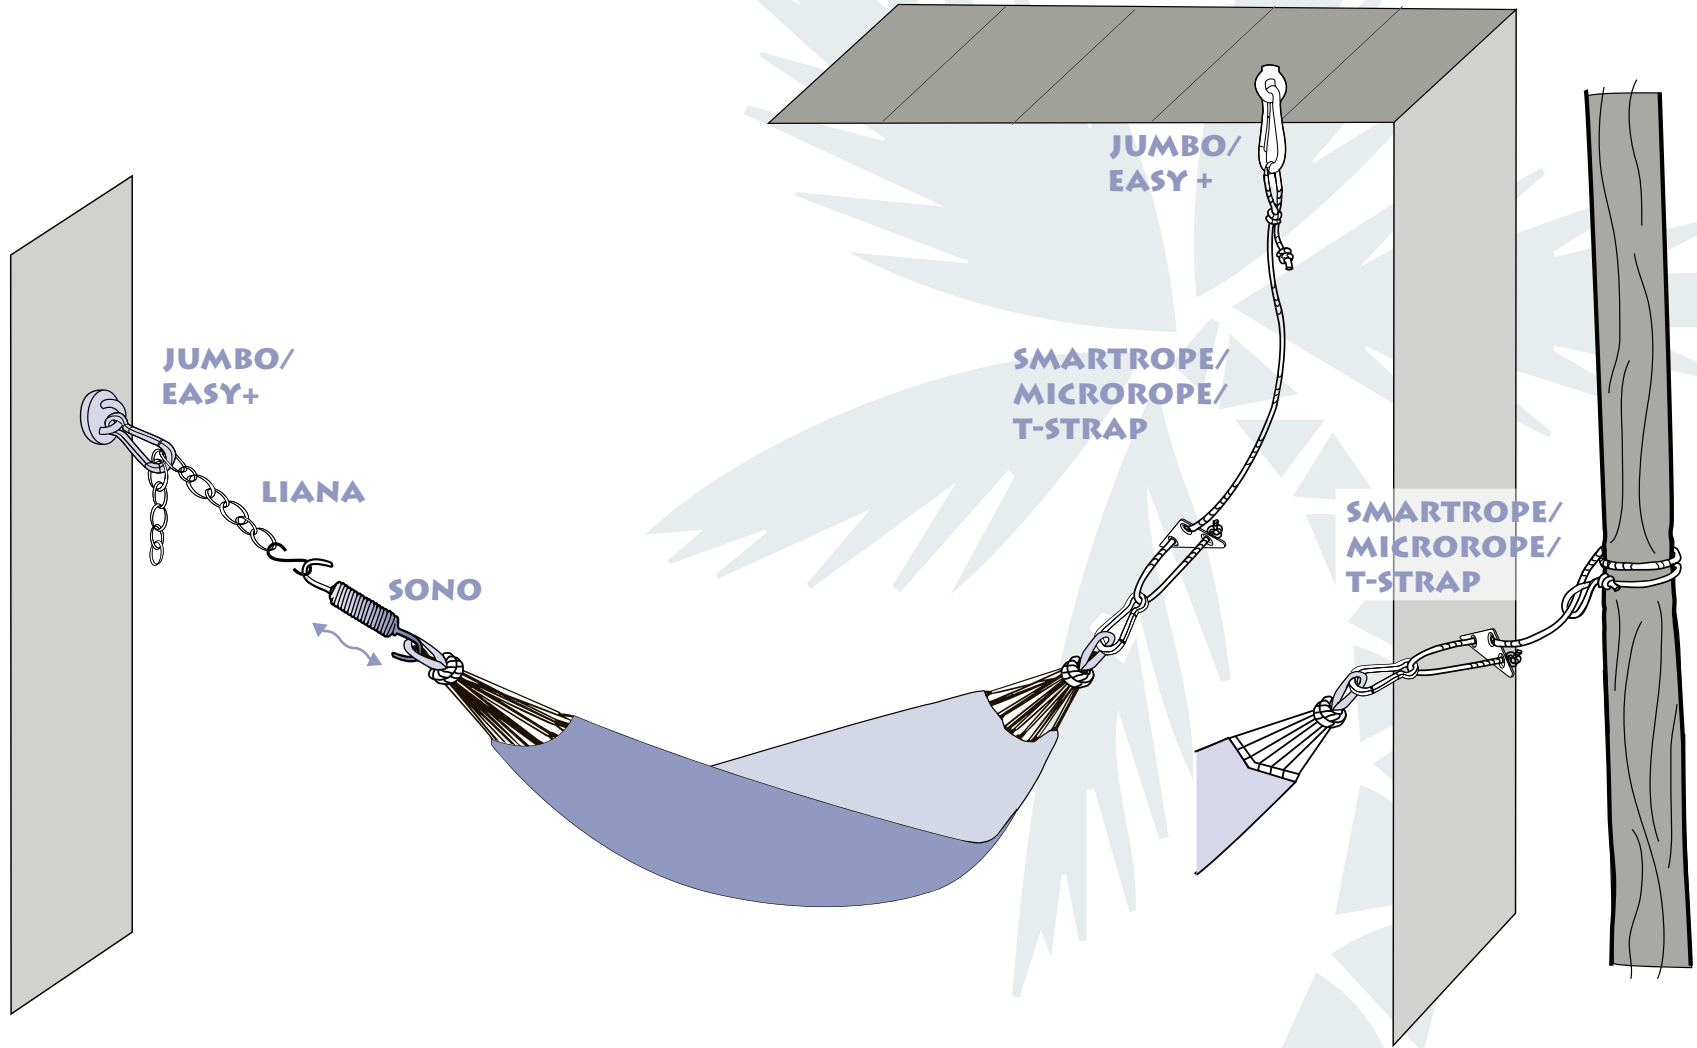 JUMBO/
EASY +
JUMBO/
EASY+
SMARTROPE/
MICROROPE/
T-STRAP
LIANA
SMARTROPE/
MICROROPE/
T-STRAP
SONO